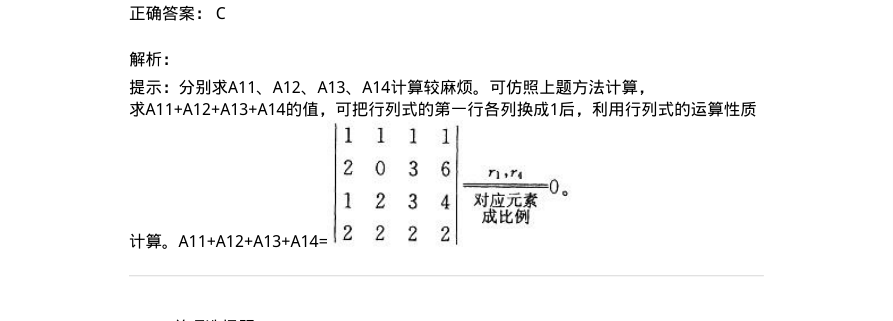 正确答案： C
解析：
提示：分别求A11、A12、A13、A14计算较麻烦。可仿照上题方法计算，
求A11+A12+A13+A14的值，可把行列式的第一行各列换成1后，利用行列式的运算性质
1 1 1 1
2 0 3 6
1 2 3 4
2 2 2 2
r1,r4
对应元素
成比例
0。
计算。A11+A12+A13+A14=